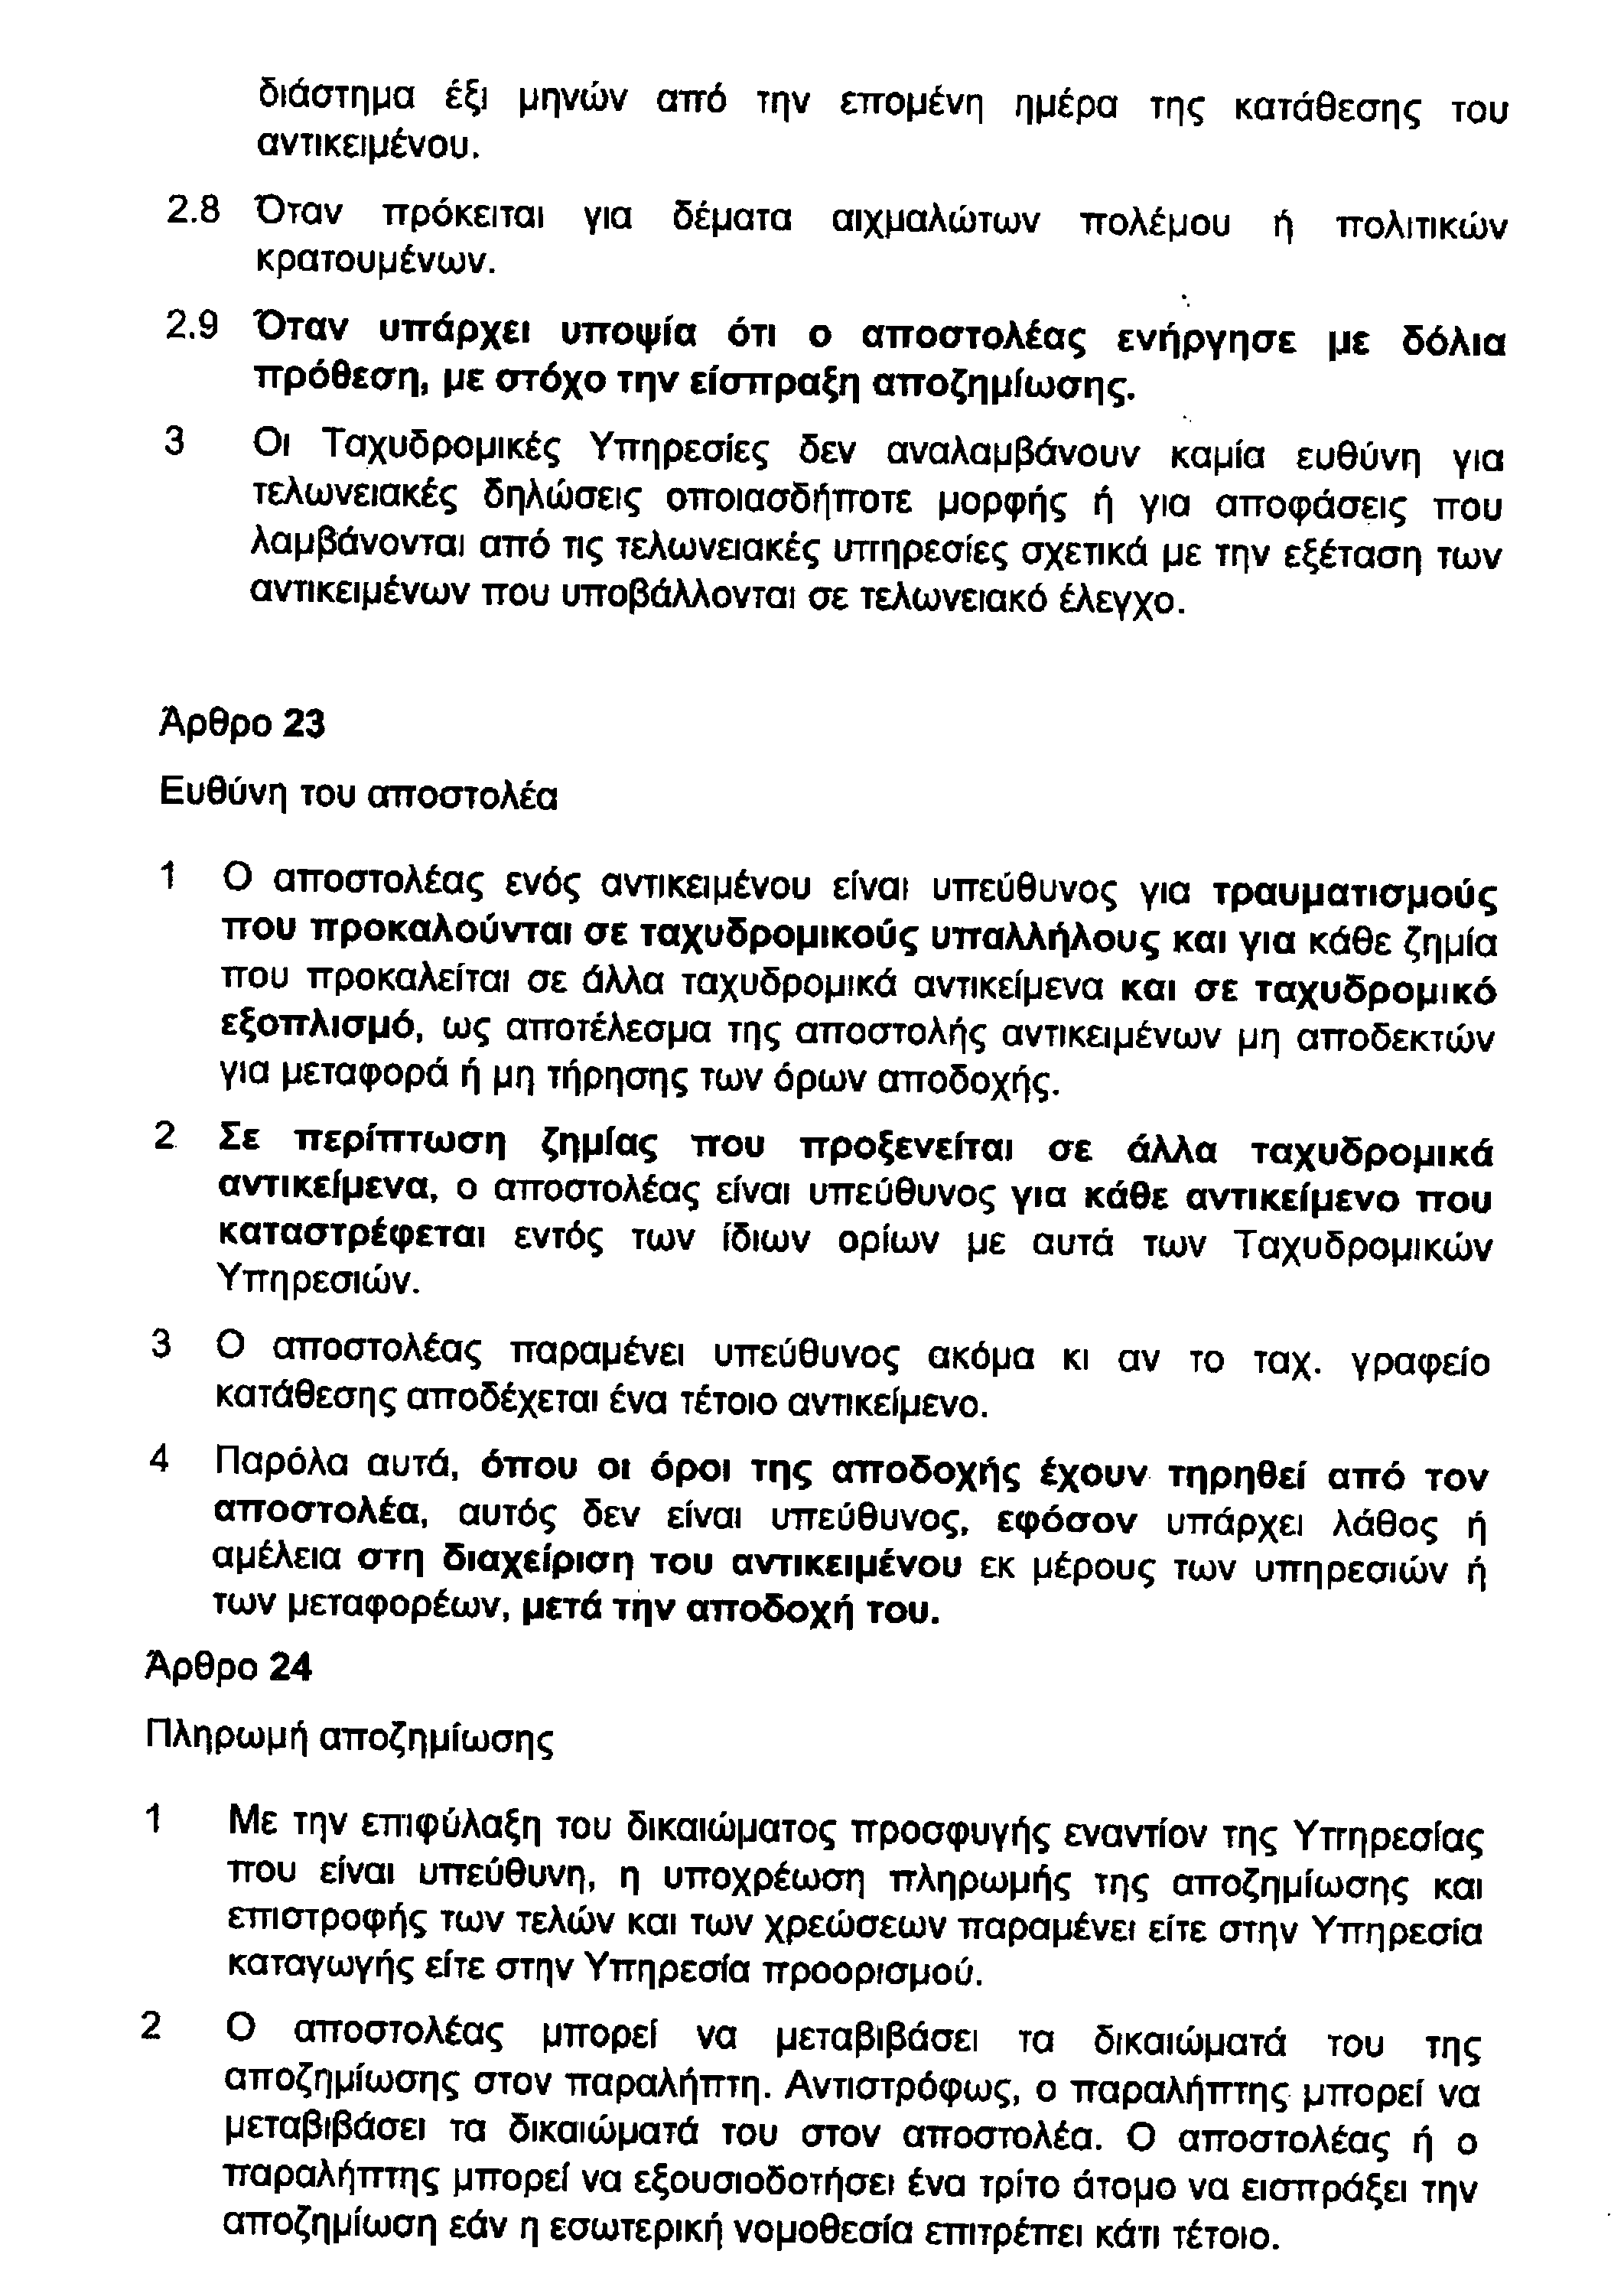 διάστημα έξι μηνών από την επομένη ημέρα της κατάθεσης του
αντικειμένου.
2.8 Όταν πρόκειται για δέματα αιχμαλώτων πολέμου ή πολιτικών
κρατουμένων.
2.9 Όταν υπάρχει υποψία ότι ο αποστολέας ενήργησε με δόλια
πρόθεση, με στόχο την είσπραξη αποζημίωσης.
3 Οι Ταχυδρομικές Υπηρεσίες δεν αναλαμβάνουν καμία ευθύνη για
τελωνειακές δηλώσεις οποιασδήποτε μορφής ή για αποφάσεις που
λαμβάνονται από τις τελωνειακές υπηρεσίες σχετικά με την εξέταση των
αντικειμένων που υποβάλλονται σε τελωνειακό έλεγχο.
Άρθρο 23
Ευθύνη του αποστολέα
1 Ο αποστολέας ενός αντικειμένου είναι υπεύθυνος για τραυματισμούς
που προκαλούνται σε ταχυδρομικούς υπαλλήλους και για κάθε ζημία
που προκαλείται σε άλλα ταχυδρομικά αντικείμενα και σε ταχυδρομικό
εξοπλισμό, ως αποτέλεσμα της αποστολής αντικειμένων μη αποδεκτών
για μεταφορά ή μη τήρησης των όρων αποδοχής.
2 Σε περίπτωση ζημίας που προξενείται σε άλλα ταχυδρομικά
αντικείμενα, ο αποστολέας είναι υπεύθυνος για κάθε αντικείμενο που
καταστρέφεται εντός των ίδιων ορίων με αυτά των Ταχυδρομικών
Υπηρεσιών.
3 Ο αποστολέας παραμένει υπεύθυνος ακόμα κι αν το ταχ. γραφείο
κατάθεσης αποδέχεται ένα τέτοιο αντικείμενο.
4 Παρόλα αυτά, όπου οι όροι της αποδοχής έχουν τηρηθεί από τον
αποστολέα, αυτός δεν είναι υπεύθυνος, εφόσον υπάρχει λάθος ή
αμέλεια στη διαχείριση του αντικειμένου εκ μέρους των υπηρεσιών ή
των μεταφορέων, μετά την αποδοχή του.
Άρθρο 24
Πληρωμή αποζημίωσης
1 Με την επιφύλαξη του δικαιώματος προσφυγής εναντίον της Υπηρεσίας
που είναι υπεύθυνη, η υποχρέωση πληρωμής της αποζημίωσης και
επιστροφής των τελών και των χρεώσεων παραμένει είτε στην Υπηρεσία
καταγωγής είτε στην Υπηρεσία προορισμού.
2 Ο αποστολέας μπορεί να μεταβιβάσει τα δικαιώματά του της
αποζημίωσης στον παραλήπτη. Αντιστρόφως, ο παραλήπτης μπορεί να
μεταβιβάσει τα δικαιώματά του στον αποστολέα. Ο αποστολέας ή ο
παραλήπτης μπορεί να εξουσιοδοτήσει ένα τρίτο άτομο να εισπράξει την
αποζημίωση εάν η εσωτερική νομοθεσία επιτρέπει κάτι τέτοιο.